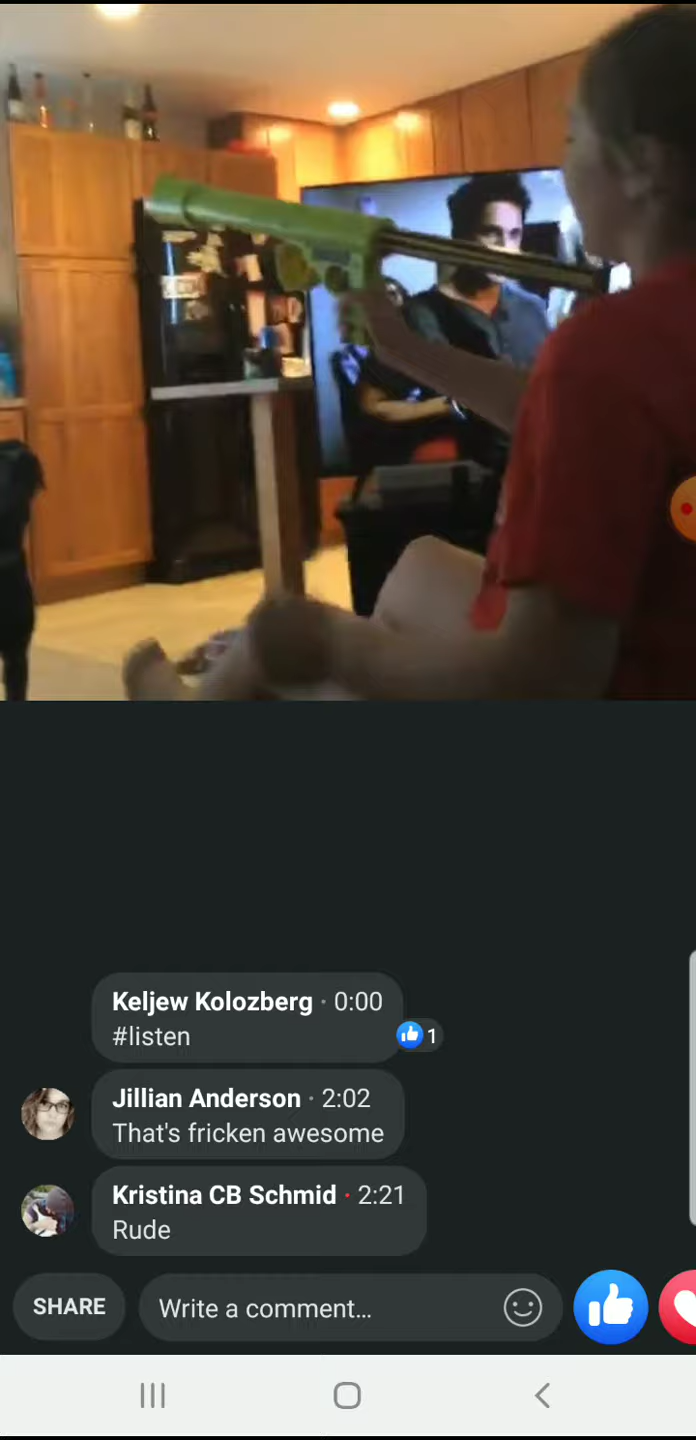 Keljew Kolozberg · 0:00
#listen
1
Jillian Anderson · 2:02
That's fricken awesome
Kristina CB Schmid · 2:21
Rude
SHARE
Write a comment...